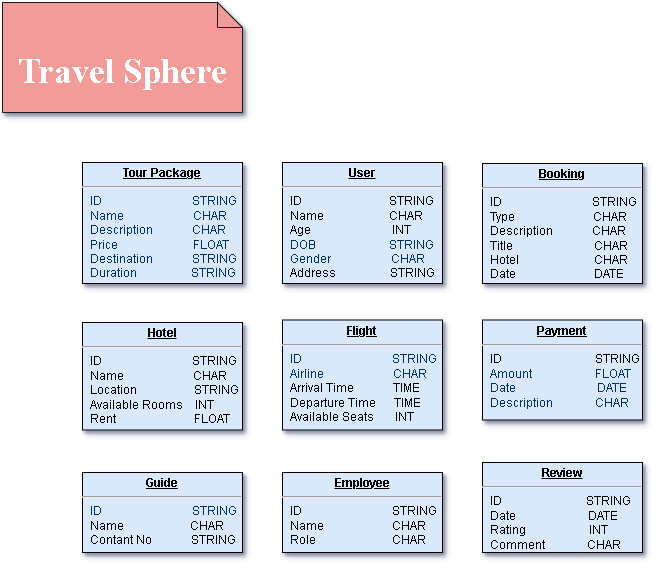 Travel Sphere
Tour Package
ID STRING
Name CHAR
Description CHAR
Price FLOAT
Destination STRING
Duration STRING
User
ID STRING
Name CHAR
Age INT
DOB STRING
Gender CHAR
Address STRING
Booking
ID STRING
Type CHAR
Description CHAR
Title CHAR
Hotel CHAR
Date DATE
Hotel
ID STRING
Name CHAR
Location STRING
Available Rooms INT
Rent FLOAT
Flight
ID STRING
Airline CHAR
Arrival Time TIME
Departure Time TIME
Available Seats INT
Payment
ID STRING
Amount FLOAT
Date DATE
Description CHAR
Guide
ID STRING
Name CHAR
Contant No STRING
Employee
ID STRING
Name CHAR
Role CHAR
Review
ID STRING
Date DATE
Rating INT
Comment CHAR